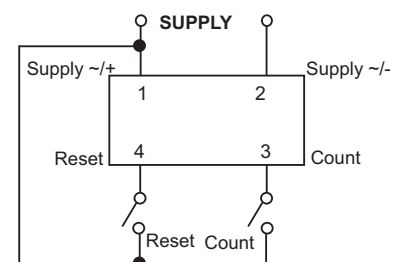 SUPPLY
Supply ~/+
Supply ~/-
1 2
Reset 4 3 Count
Reset Count